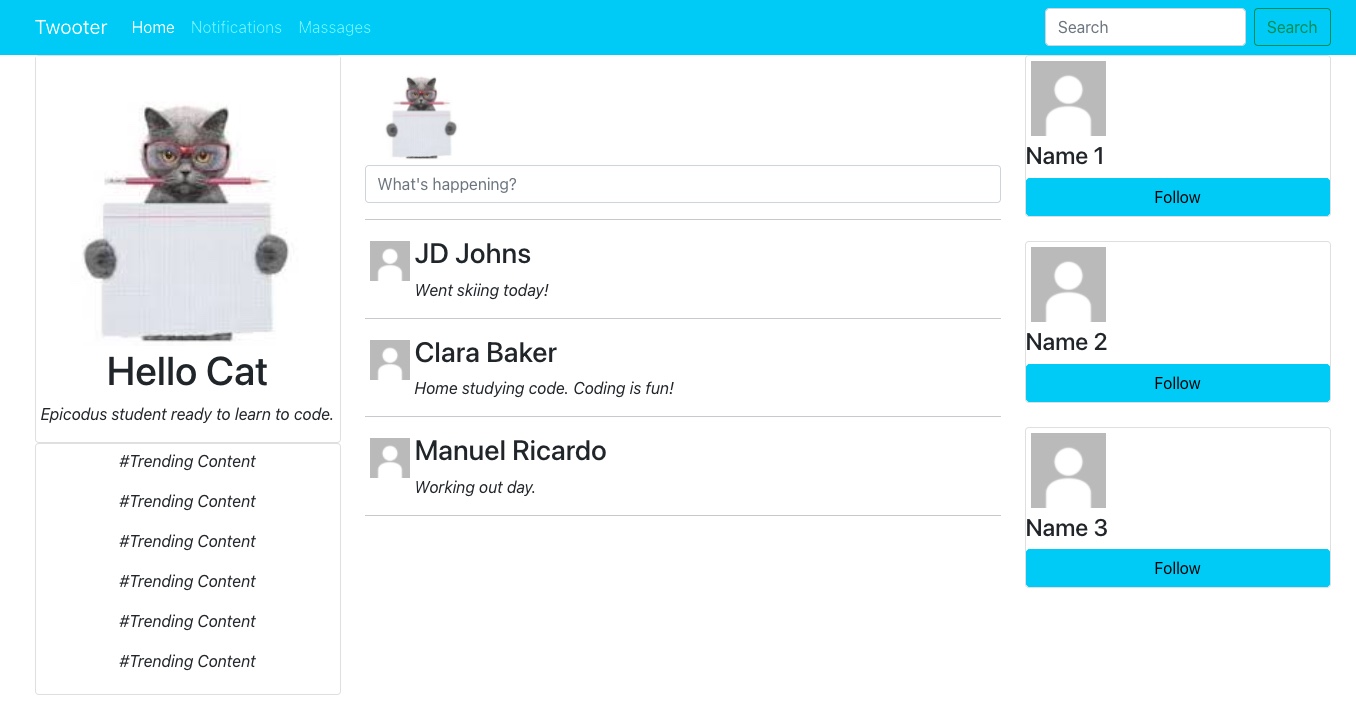 Twooter Home Notifications Massages Search Search
Hello Cat
Epicodus student ready to learn to code.
#Trending Content
#Trending Content
#Trending Content
#Trending Content
#Trending Content
#Trending Content
What's happening?
JD Johns
Went skiing today!
Clara Baker
Home studying code. Coding is fun!
Manuel Ricardo
Working out day.
Name 1
Follow
Name 2
Follow
Name 3
Follow